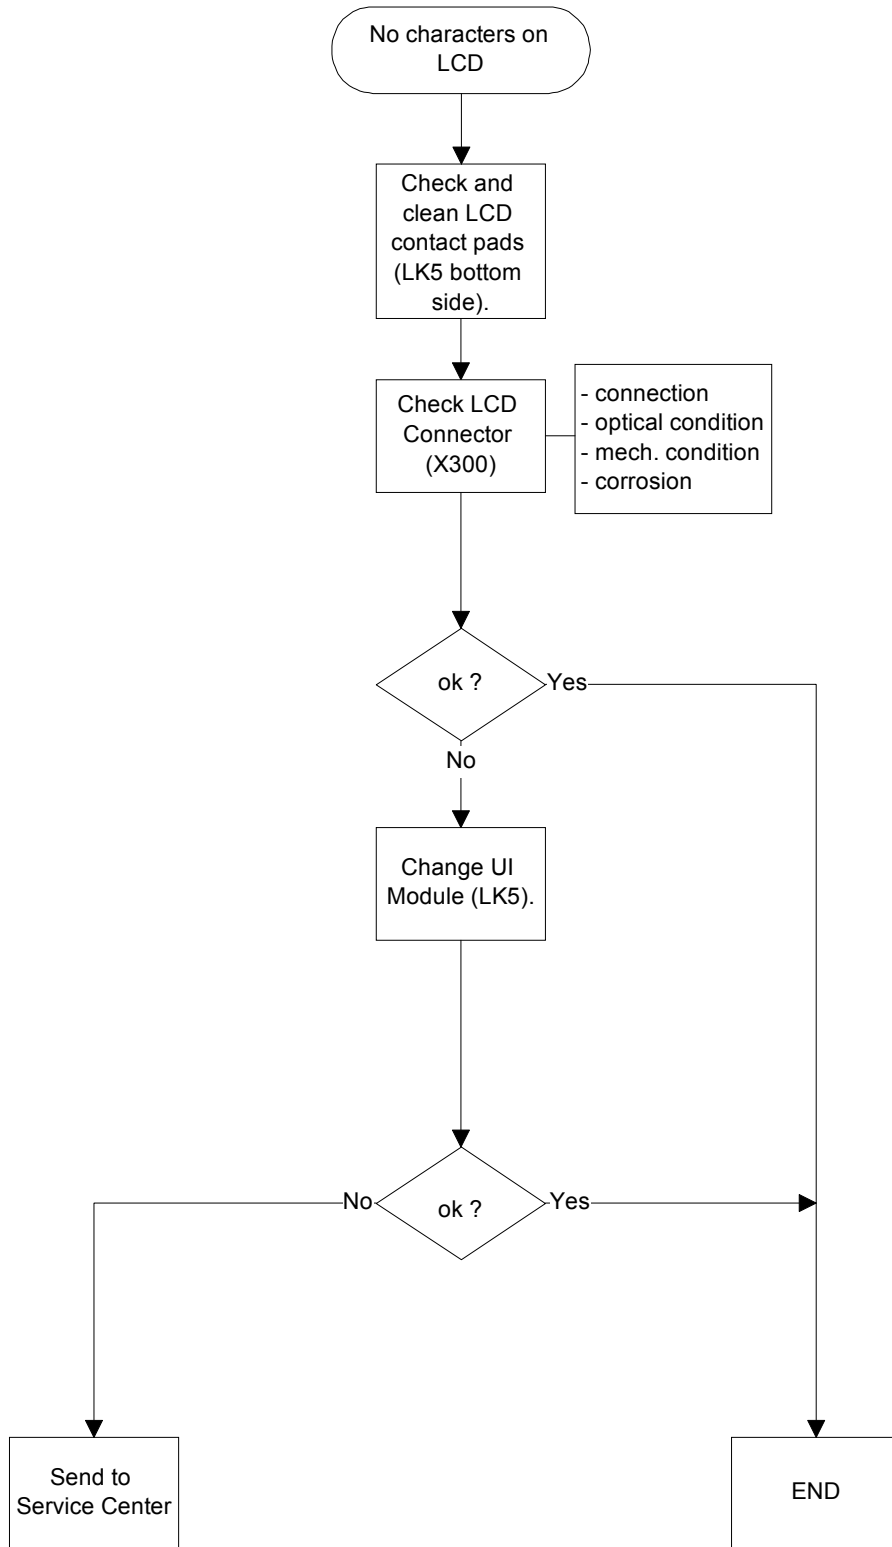 No characters on
LCD
Check and
clean LCD
contact pads
(LK5 bottom
side).
Check LCD
Connector
(X300)
- connection
- optical condition
- mech. condition
- corrosion
ok ?
Yes
No
Change UI
Module (LK5).
No
ok ?
Yes
Send to
Service Center
END